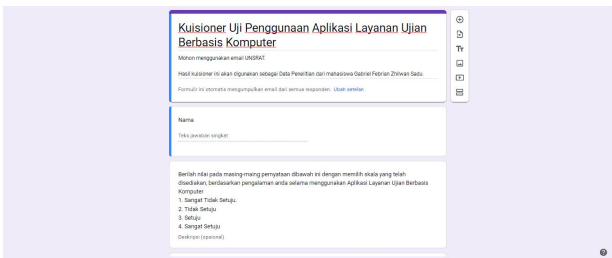 Kuisioner Uji Penggunaan Aplikasi Layanan Ujian
Berbasis Komputer
Mohon menggunakan email UNSRAT.
Hasil kuisioner ini akan digunakan sebagai Data Penelitian dari mahasiswa Gabriel Febrian Zhilwan Sadu.
Formulir ini otomatis mengumpulkan email dari semua responden. Ubah setelan
Nama
Teks jawaban singkat
Berilah nilai pada masing-maing pernyataan dibawah ini dengan memilih skala yang telah
disediakan, berdasarkan pengalaman anda selama menggunakan Aplikasi Layanan Ujian Berbasis
Komputer
1. Sangat Tidak Setuju.
2. Tidak Setuju
3. Setuju
4. Sangat Setuju
Deskripsi (opsional)
Tr